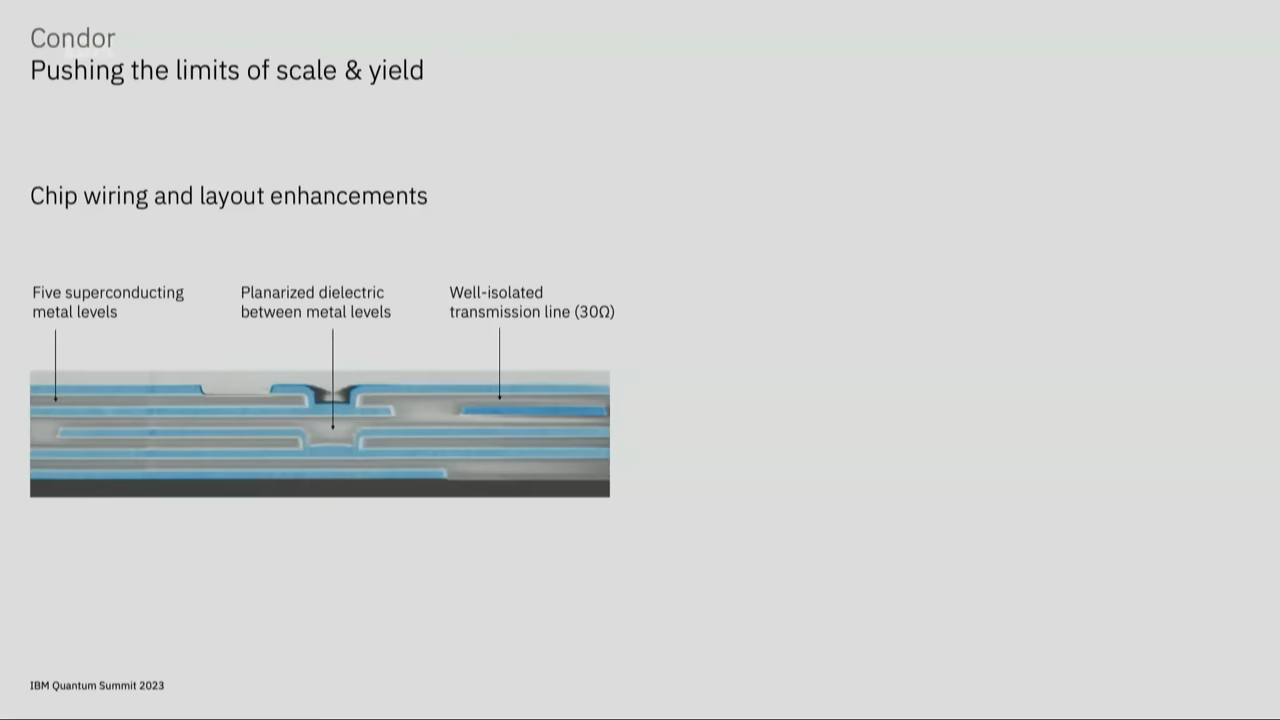 Condor
Pushing the limits of scale & yield
Chip wiring and layout enhancements
Five superconducting
metal levels
Planarized dielectric
between metal levels
Well-isolated
transmission line (30Ω)
IBM Quantum Summit 2023